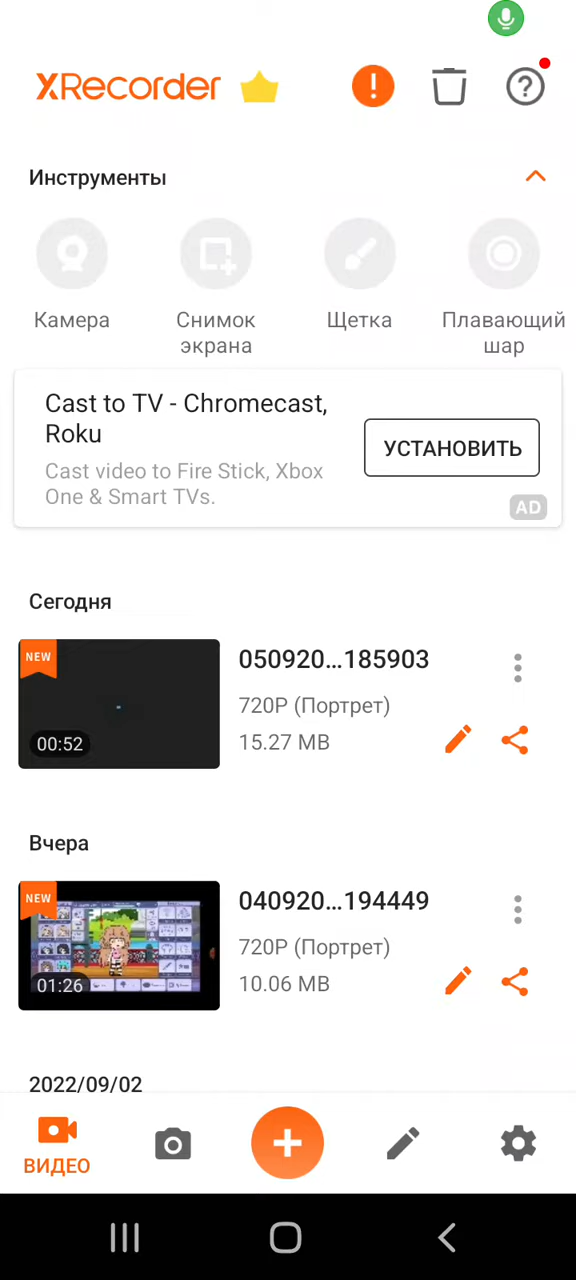 XRecorder
Инструменты
Камера
Снимок
экрана
Щетка
Плавающий
шар
Cast to TV - Chromecast,
Roku
Cast video to Fire Stick, Xbox
One & Smart TVs.
УСТАНОВИТЬ
AD
Сегодня
NEW
00:52
050920...185903
720P (Портрет)
15.27 MB
Вчера
NEW
01:26
040920...194449
720P (Портрет)
10.06 MB
2022/09/02
ВИДЕО